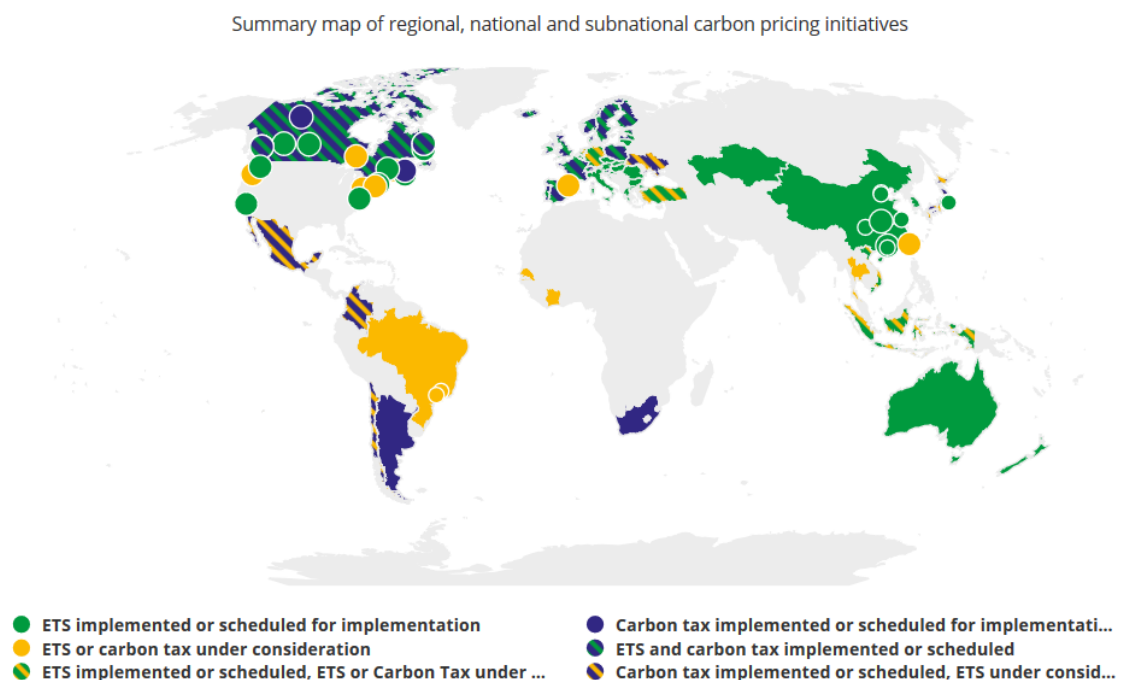 Summary map of regional, national and subnational carbon pricing initiatives
ETS implemented or scheduled for implementation
Carbon tax implemented or scheduled for implementati...
ETS or carbon tax under consideration
ETS and carbon tax implemented or scheduled
ETS implemented or scheduled, ETS or Carbon Tax under ...
Carbon tax implemented or scheduled, ETS under consid...